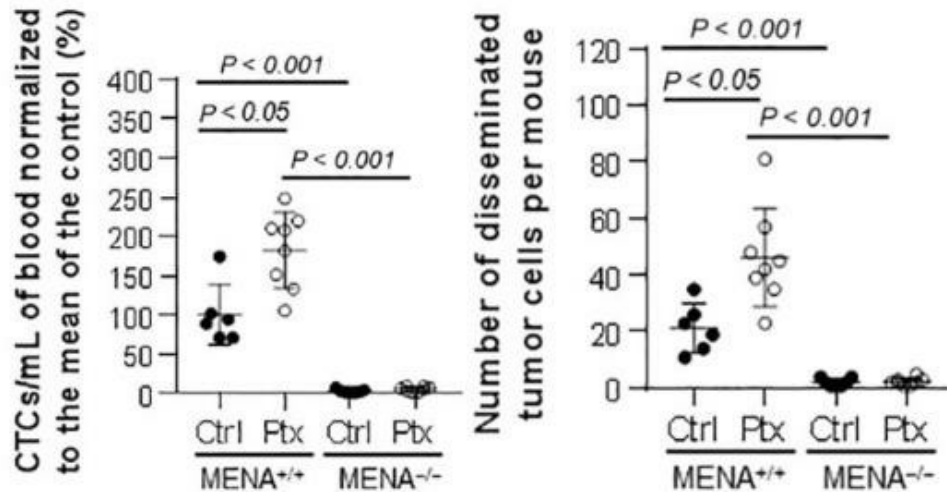 CTCs/mL of blood normalized
to the mean of the control (%)
P < 0.001
400
P < 0.05
350
300
P < 0.001
250
200
150
100
50
0
Ctrl Ptx Ctrl Ptx
MENA+/+ MENA−/−
Number of disseminated
tumor cells per mouse
P < 0.001
120
P < 0.05
100
P < 0.001
80
60
40
20
0
Ctrl Ptx Ctrl Ptx
MENA+/+ MENA−/−